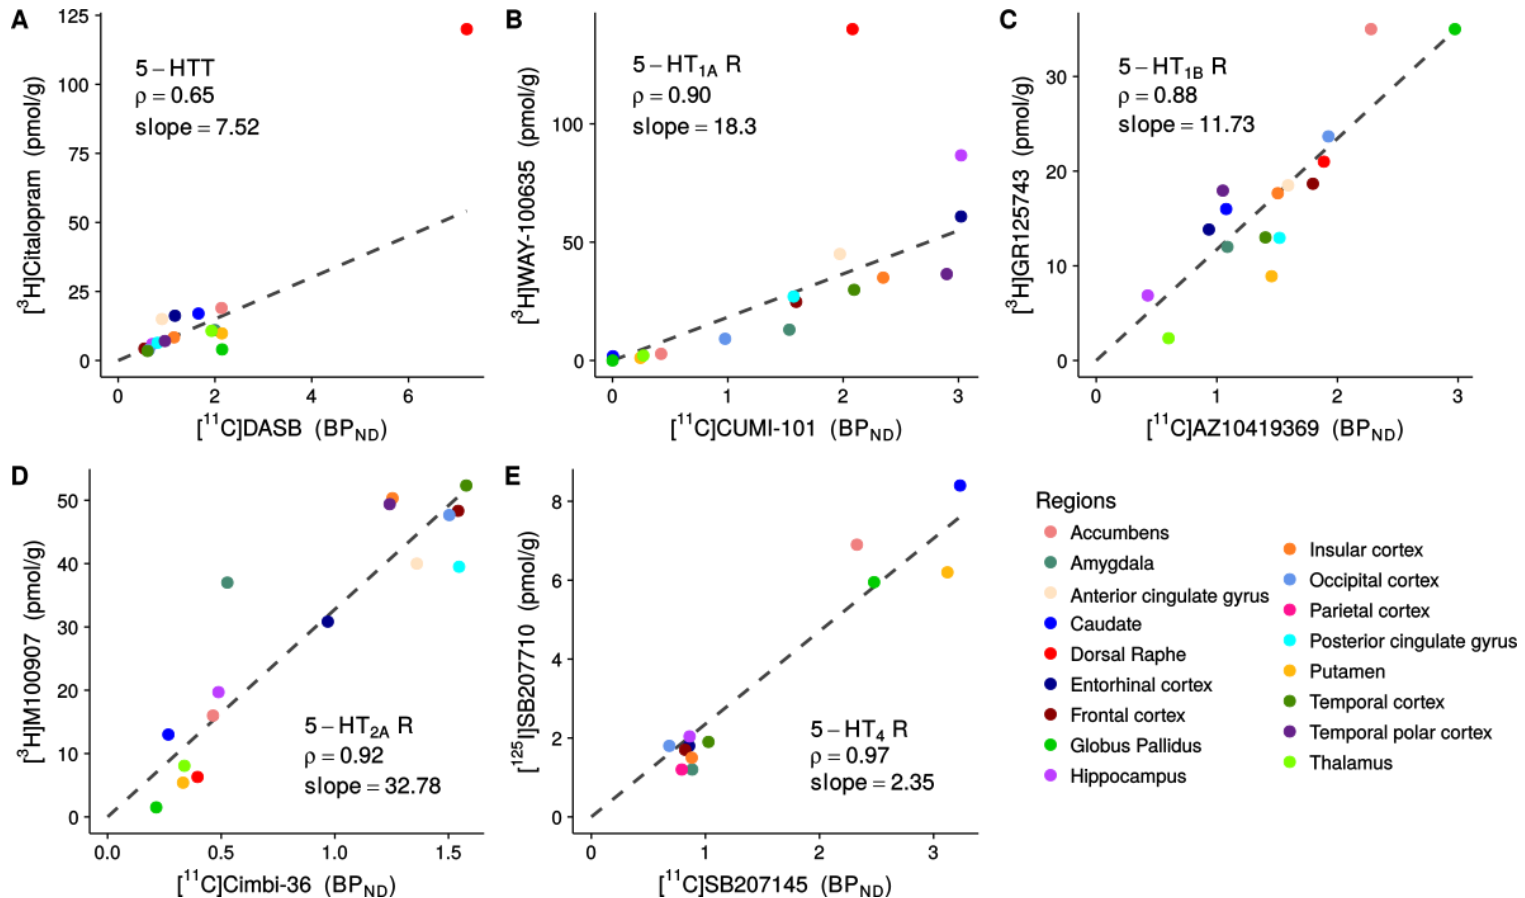 A
125
100
75
50
25
0
[³H]Citalopram (pmol/g)
5−HTT
ρ = 0.65
slope = 7.52
0 2 4 6
[¹¹C]DASB (BP_ND)
B
100
50
0
[³H]WAY-100635 (pmol/g)
5−HT₁A R
ρ = 0.90
slope = 18.3
0 1 2 3
[¹¹C]CUMI-101 (BP_ND)
C
30
20
10
0
[³H]GR125743 (pmol/g)
5−HT₁B R
ρ = 0.88
slope = 11.73
0 1 2 3
[¹¹C]AZ10419369 (BP_ND)
D
50
40
30
20
10
0
[³H]M100907 (pmol/g)
5−HT₂A R
ρ = 0.92
slope = 32.78
0.0 0.5 1.0 1.5
[¹¹C]Cimbi-36 (BP_ND)
E
8
6
4
2
0
[¹²⁵I]SB207710 (pmol/g)
5−HT₄ R
ρ = 0.97
slope = 2.35
0 1 2 3
[¹¹C]SB207145 (BP_ND)
Regions
Accumbens
Amygdala
Anterior cingulate gyrus
Caudate
Dorsal Raphe
Entorhinal cortex
Frontal cortex
Globus Pallidus
Hippocampus
Insular cortex
Occipital cortex
Parietal cortex
Posterior cingulate gyrus
Putamen
Temporal cortex
Temporal polar cortex
Thalamus